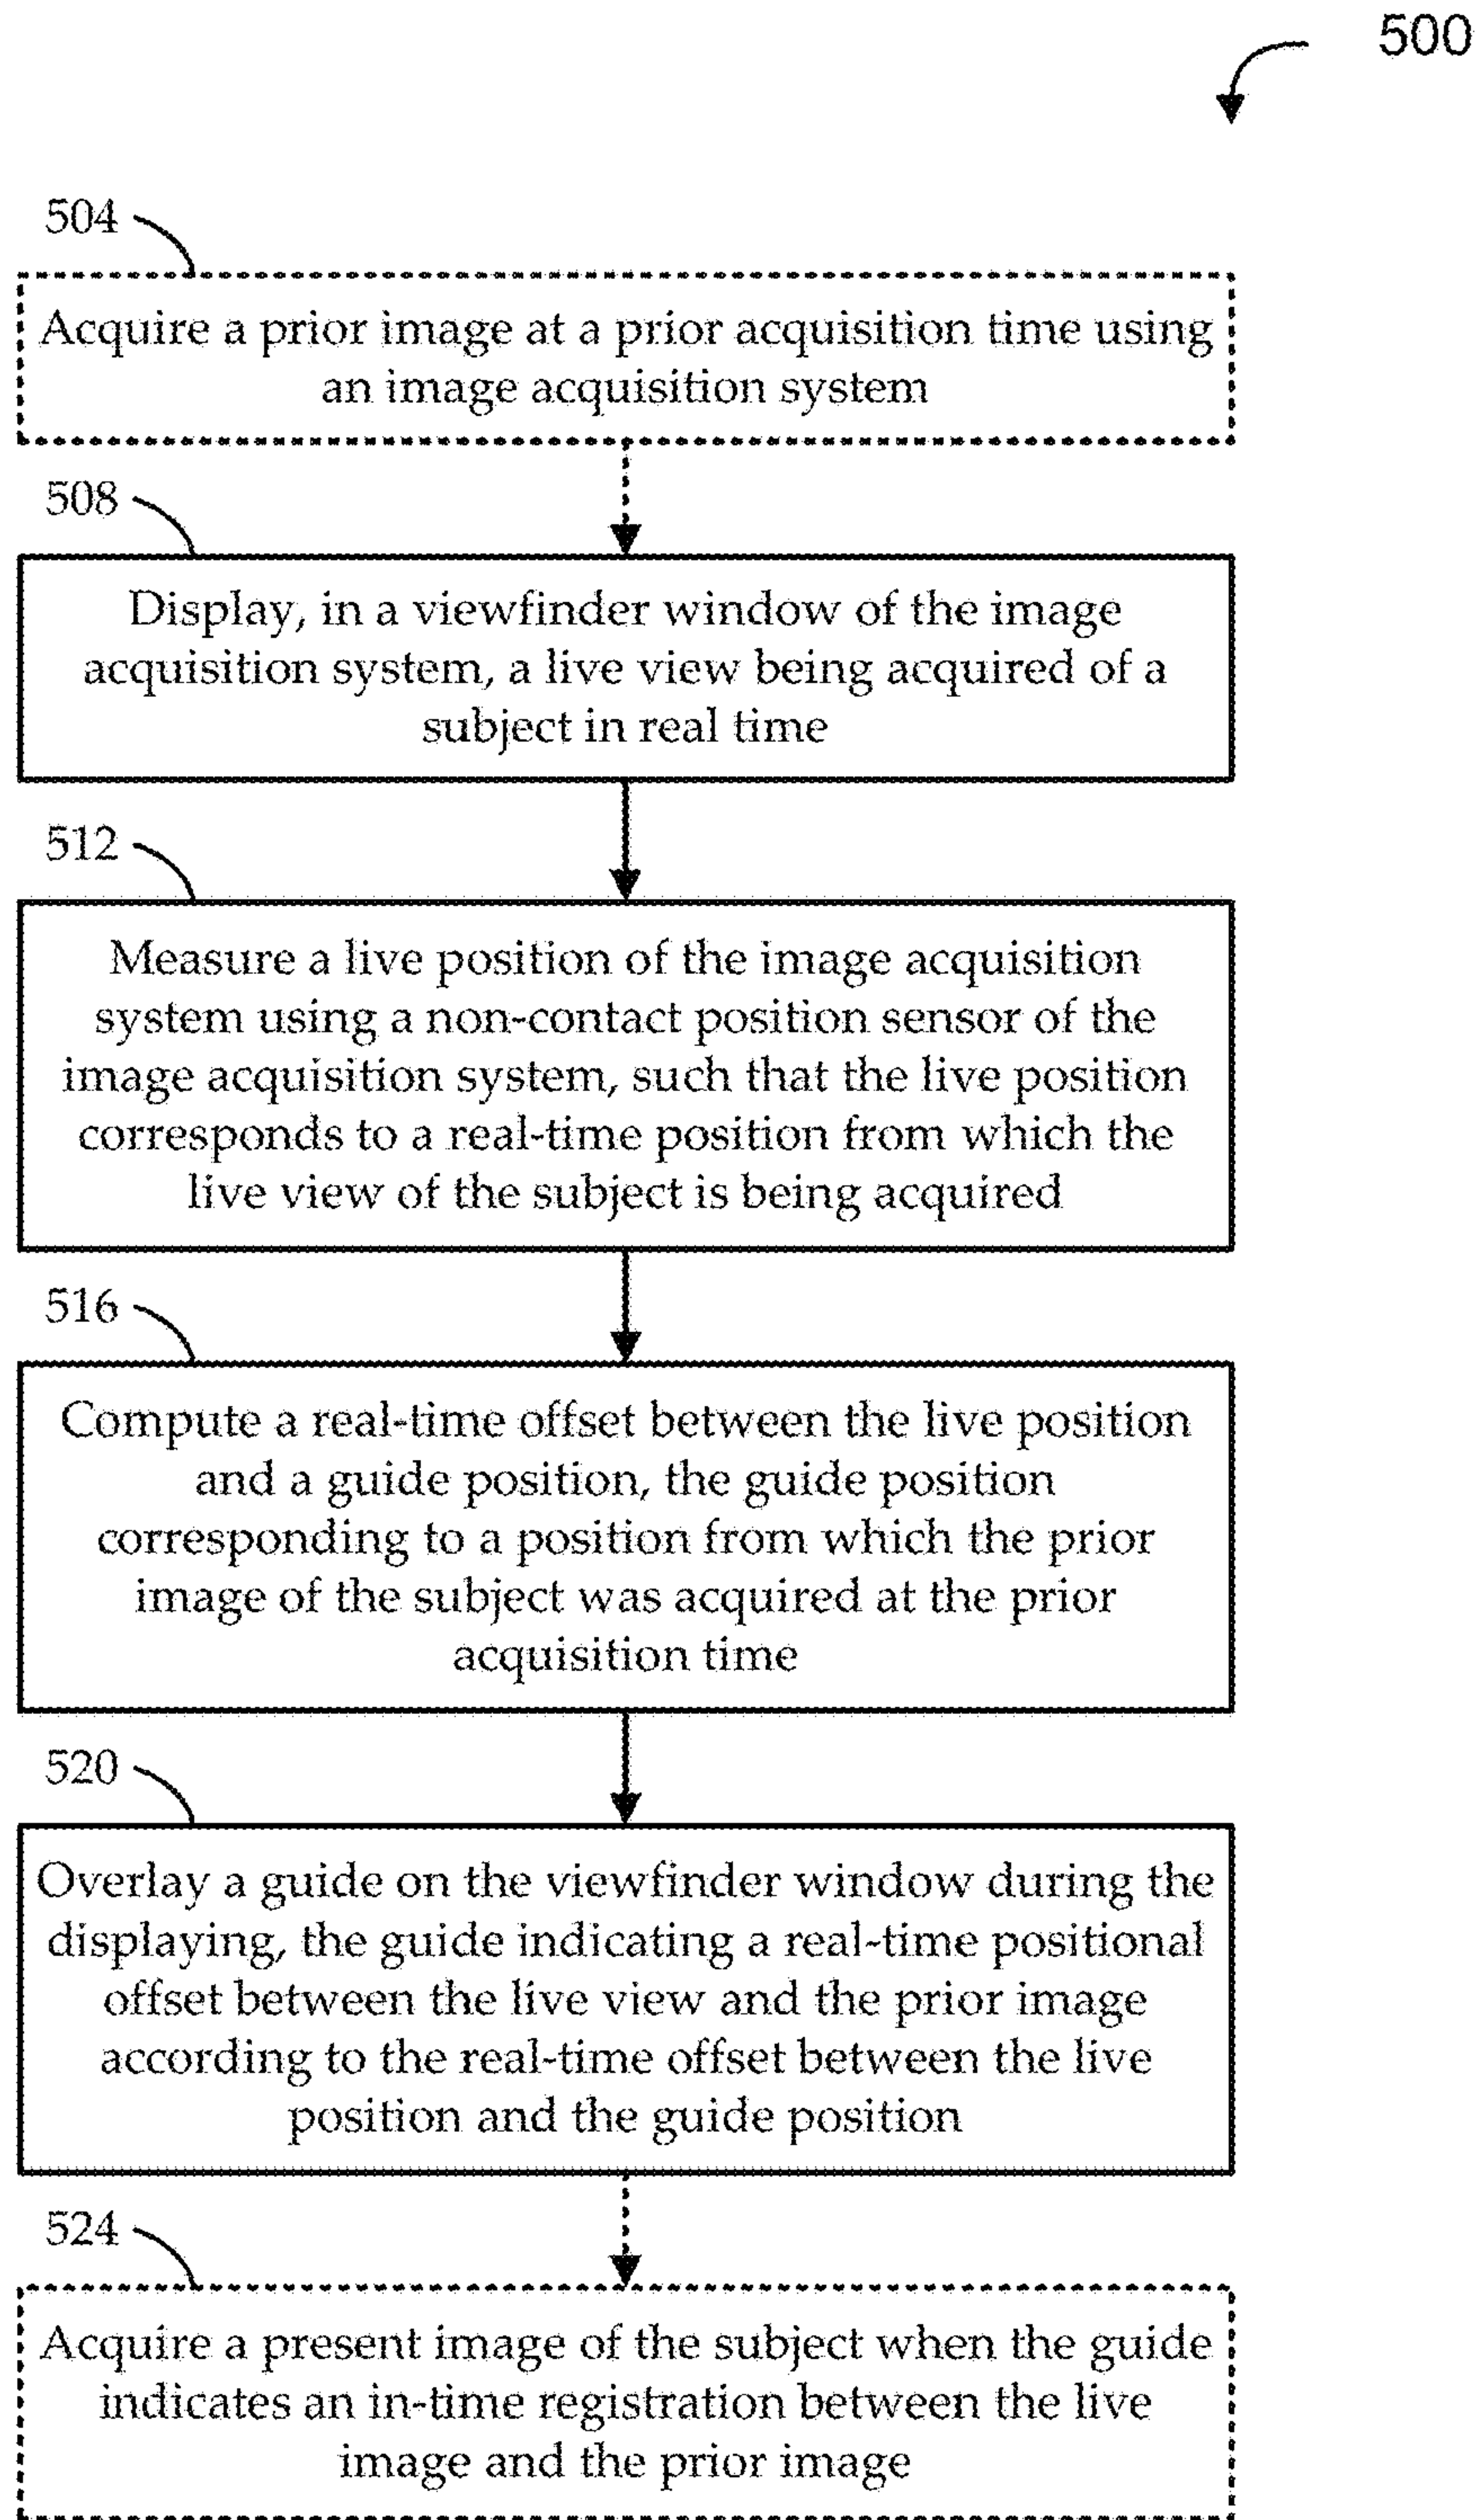 500
504
Acquire a prior image at a prior acquisition time using
an image acquisition system
508
Display, in a viewfinder window of the image
acquisition system, a live view being acquired of a
subject in real time
512
Measure a live position of the image acquisition
system using a non-contact position sensor of the
image acquisition system, such that the live position
corresponds to a real-time position from which the
live view of the subject is being acquired
516
Compute a real-time offset between the live position
and a guide position, the guide position
corresponding to a position from which the prior
image of the subject was acquired at the prior
acquisition time
520
Overlay a guide on the viewfinder window during the
displaying, the guide indicating a real-time positional
offset between the live view and the prior image
according to the real-time offset between the live
position and the guide position
524
Acquire a present image of the subject when the guide
indicates an in-time registration between the live
image and the prior image